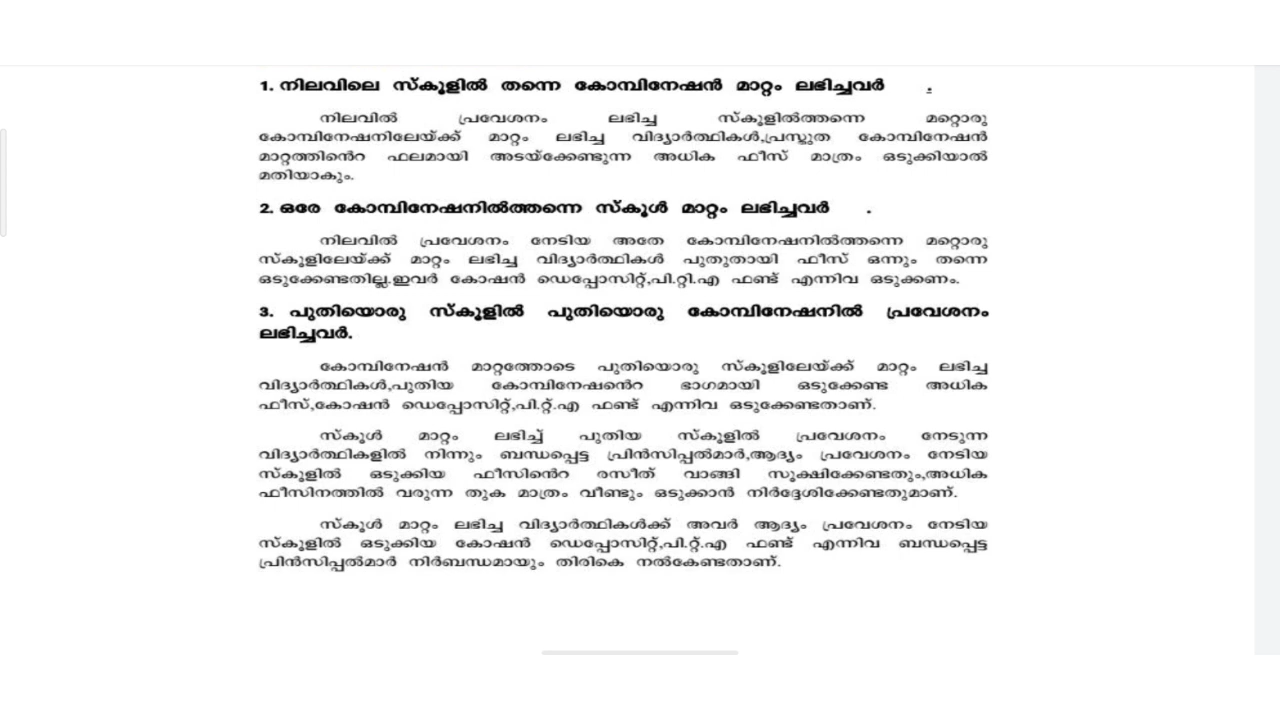 1. നിലവിലെ സ്കൂളിൽ തന്നെ കോമ്പിനേഷൻ മാറ്റം ലഭിച്ചവർ :
നിലവിൽ പ്രവേശനം ലഭിച്ച സ്കൂളിൽത്തന്നെ മറ്റൊരു
കോമ്പിനേഷനിലേയ്ക്ക് മാറ്റം ലഭിച്ച വിദ്യാർത്ഥികൾ,പ്രസ്തുത കോമ്പിനേഷൻ
മാറ്റത്തിൻെറ ഫലമായി അടയ്ക്കേണ്ടുന്ന അധിക ഫീസ് മാത്രം ഒടുക്കിയാൽ
മതിയാകും.
2. ഒരേ കോമ്പിനേഷനിൽത്തന്നെ സ്കൂൾ മാറ്റം ലഭിച്ചവർ .
നിലവിൽ പ്രവേശനം നേടിയ അതേ കോമ്പിനേഷനിൽത്തന്നെ മറ്റൊരു
സ്കൂളിലേയ്ക്ക് മാറ്റം ലഭിച്ച വിദ്യാർത്ഥികൾ പുതുതായി ഫീസ് ഒന്നും തന്നെ
ഒടുക്കേണ്ടതില്ല.ഇവർ കോഷൻ ഡെപ്പോസിറ്റ്,പി.റ്റി.എ ഫണ്ട് എന്നിവ ഒടുക്കണം.
3. പുതിയൊരു സ്കൂളിൽ പുതിയൊരു കോമ്പിനേഷനിൽ പ്രവേശനം
ലഭിച്ചവർ.
കോമ്പിനേഷൻ മാറ്റത്തോടെ പുതിയൊരു സ്കൂളിലേയ്ക്ക് മാറ്റം ലഭിച്ച
വിദ്യാർത്ഥികൾ,പുതിയ കോമ്പിനേഷൻെറ ഭാഗമായി ഒടുക്കേണ്ട അധിക
ഫീസ്,കോഷൻ ഡെപ്പോസിറ്റ്,പി.റ്റ്.എ ഫണ്ട് എന്നിവ ഒടുക്കേണ്ടതാണ്.
സ്കൂൾ മാറ്റം ലഭിച്ച് പുതിയ സ്കൂളിൽ പ്രവേശനം നേടുന്ന
വിദ്യാർത്ഥികളിൽ നിന്നും ബന്ധപ്പെട്ട പ്രിൻസിപ്പൽമാർ,ആദ്യം പ്രവേശനം നേടിയ
സ്കൂളിൽ ഒടുക്കിയ ഫീസിൻെറ രസീത് വാങ്ങി സൂക്ഷിക്കേണ്ടതും,അധിക
ഫീസിനത്തിൽ വരുന്ന തുക മാത്രം വീണ്ടും ഒടുക്കാൻ നിർദ്ദേശിക്കേണ്ടതുമാണ്.
സ്കൂൾ മാറ്റം ലഭിച്ച വിദ്യാർത്ഥികൾക്ക് അവർ ആദ്യം പ്രവേശനം നേടിയ
സ്കൂളിൽ ഒടുക്കിയ കോഷൻ ഡെപ്പോസിറ്റ്,പി.റ്റ്.എ ഫണ്ട് എന്നിവ ബന്ധപ്പെട്ട
പ്രിൻസിപ്പൽമാർ നിർബന്ധമായും തിരികെ നൽകേണ്ടതാണ്.